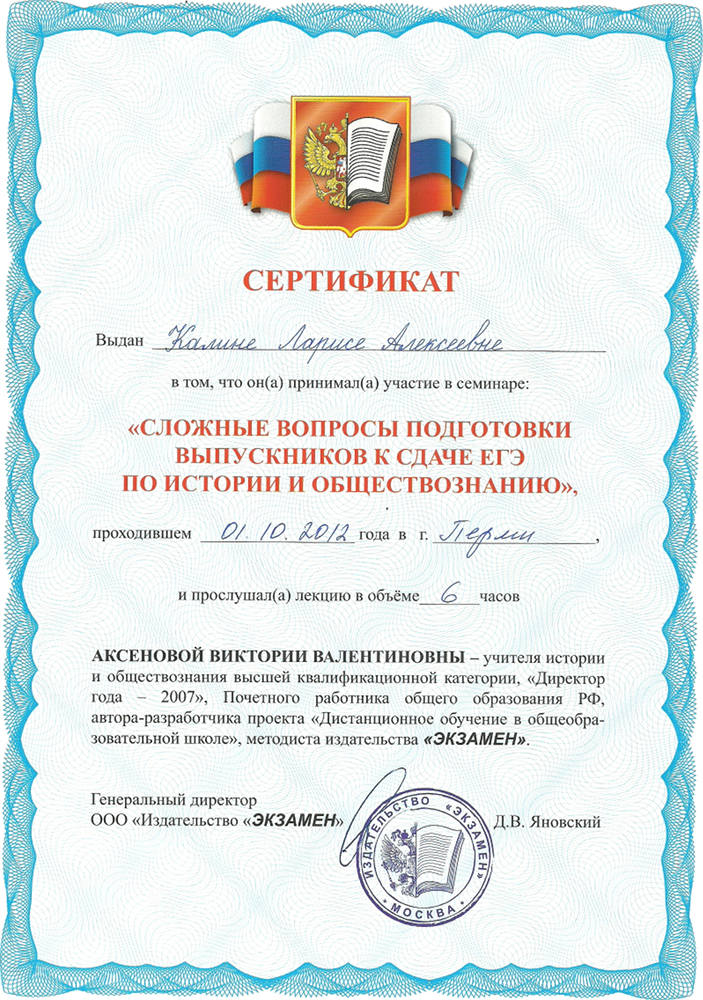 СЕРТИФИКАТ
Выдан Калине Ларисе Алексеевне
в том, что он(а) принимал(а) участие в семинаре:
«СЛОЖНЫЕ ВОПРОСЫ ПОДГОТОВКИ
ВЫПУСКНИКОВ К СДАЧЕ ЕГЭ
ПО ИСТОРИИ И ОБЩЕСТВОЗНАНИЮ»,
проходившем 01.10.2012 года в г. Перми,
и прослушал(а) лекцию в объёме 6 часов
АКСЕНОВОЙ ВИКТОРИИ ВАЛЕНТИНОВНЫ – учителя истории
и обществознания высшей квалификационной категории, «Директор
года – 2007», Почетного работника общего образования РФ,
автора-разработчика проекта «Дистанционное обучение в общеобра-
зовательной школе», методиста издательства «ЭКЗАМЕН».
Генеральный директор
ООО «Издательство «ЭКЗАМЕН» Д.В. Яновский
ИЗДАТЕЛЬСТВО «ЭКЗАМЕН»
МОСКВА